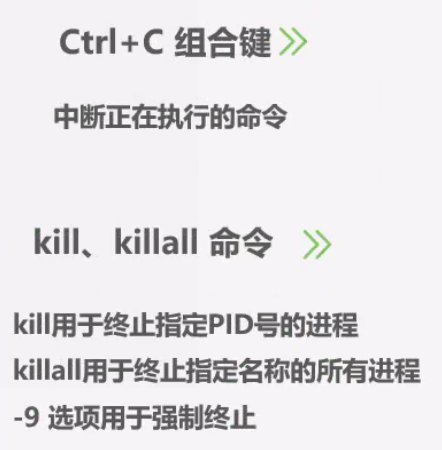 Ctrl+C 组合键
中断正在执行的命令
kill、killall 命令
kill用于终止指定PID号的进程
killall用于终止指定名称的所有进程
-9 选项用于强制终止